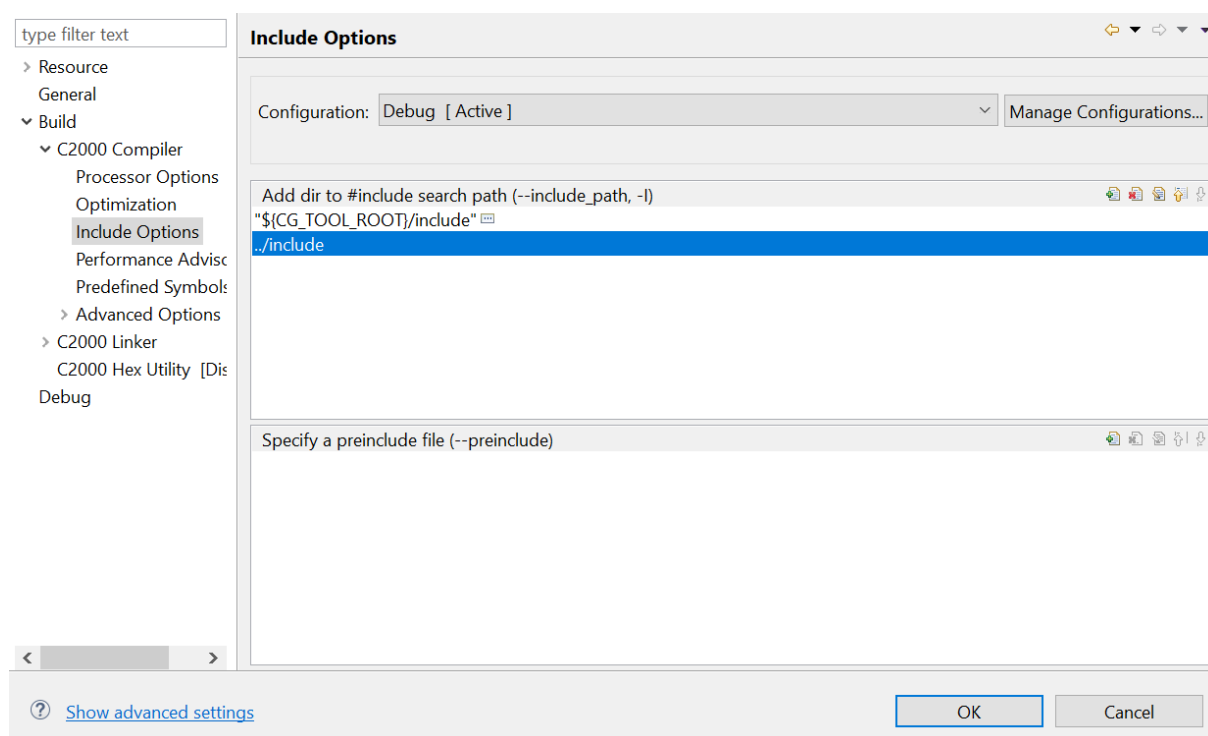 type filter text
Resource
General
Build
C2000 Compiler
Processor Options
Optimization
Include Options
Performance Advisc
Predefined Symbols
Advanced Options
C2000 Linker
C2000 Hex Utility [Dis
Debug
Include Options
Configuration: Debug [ Active ] Manage Configurations...
Add dir to #include search path (--include_path, -I)
"${CG_TOOL_ROOT}/include"
../include
Specify a preinclude file (--preinclude)
Show advanced settings
OK Cancel